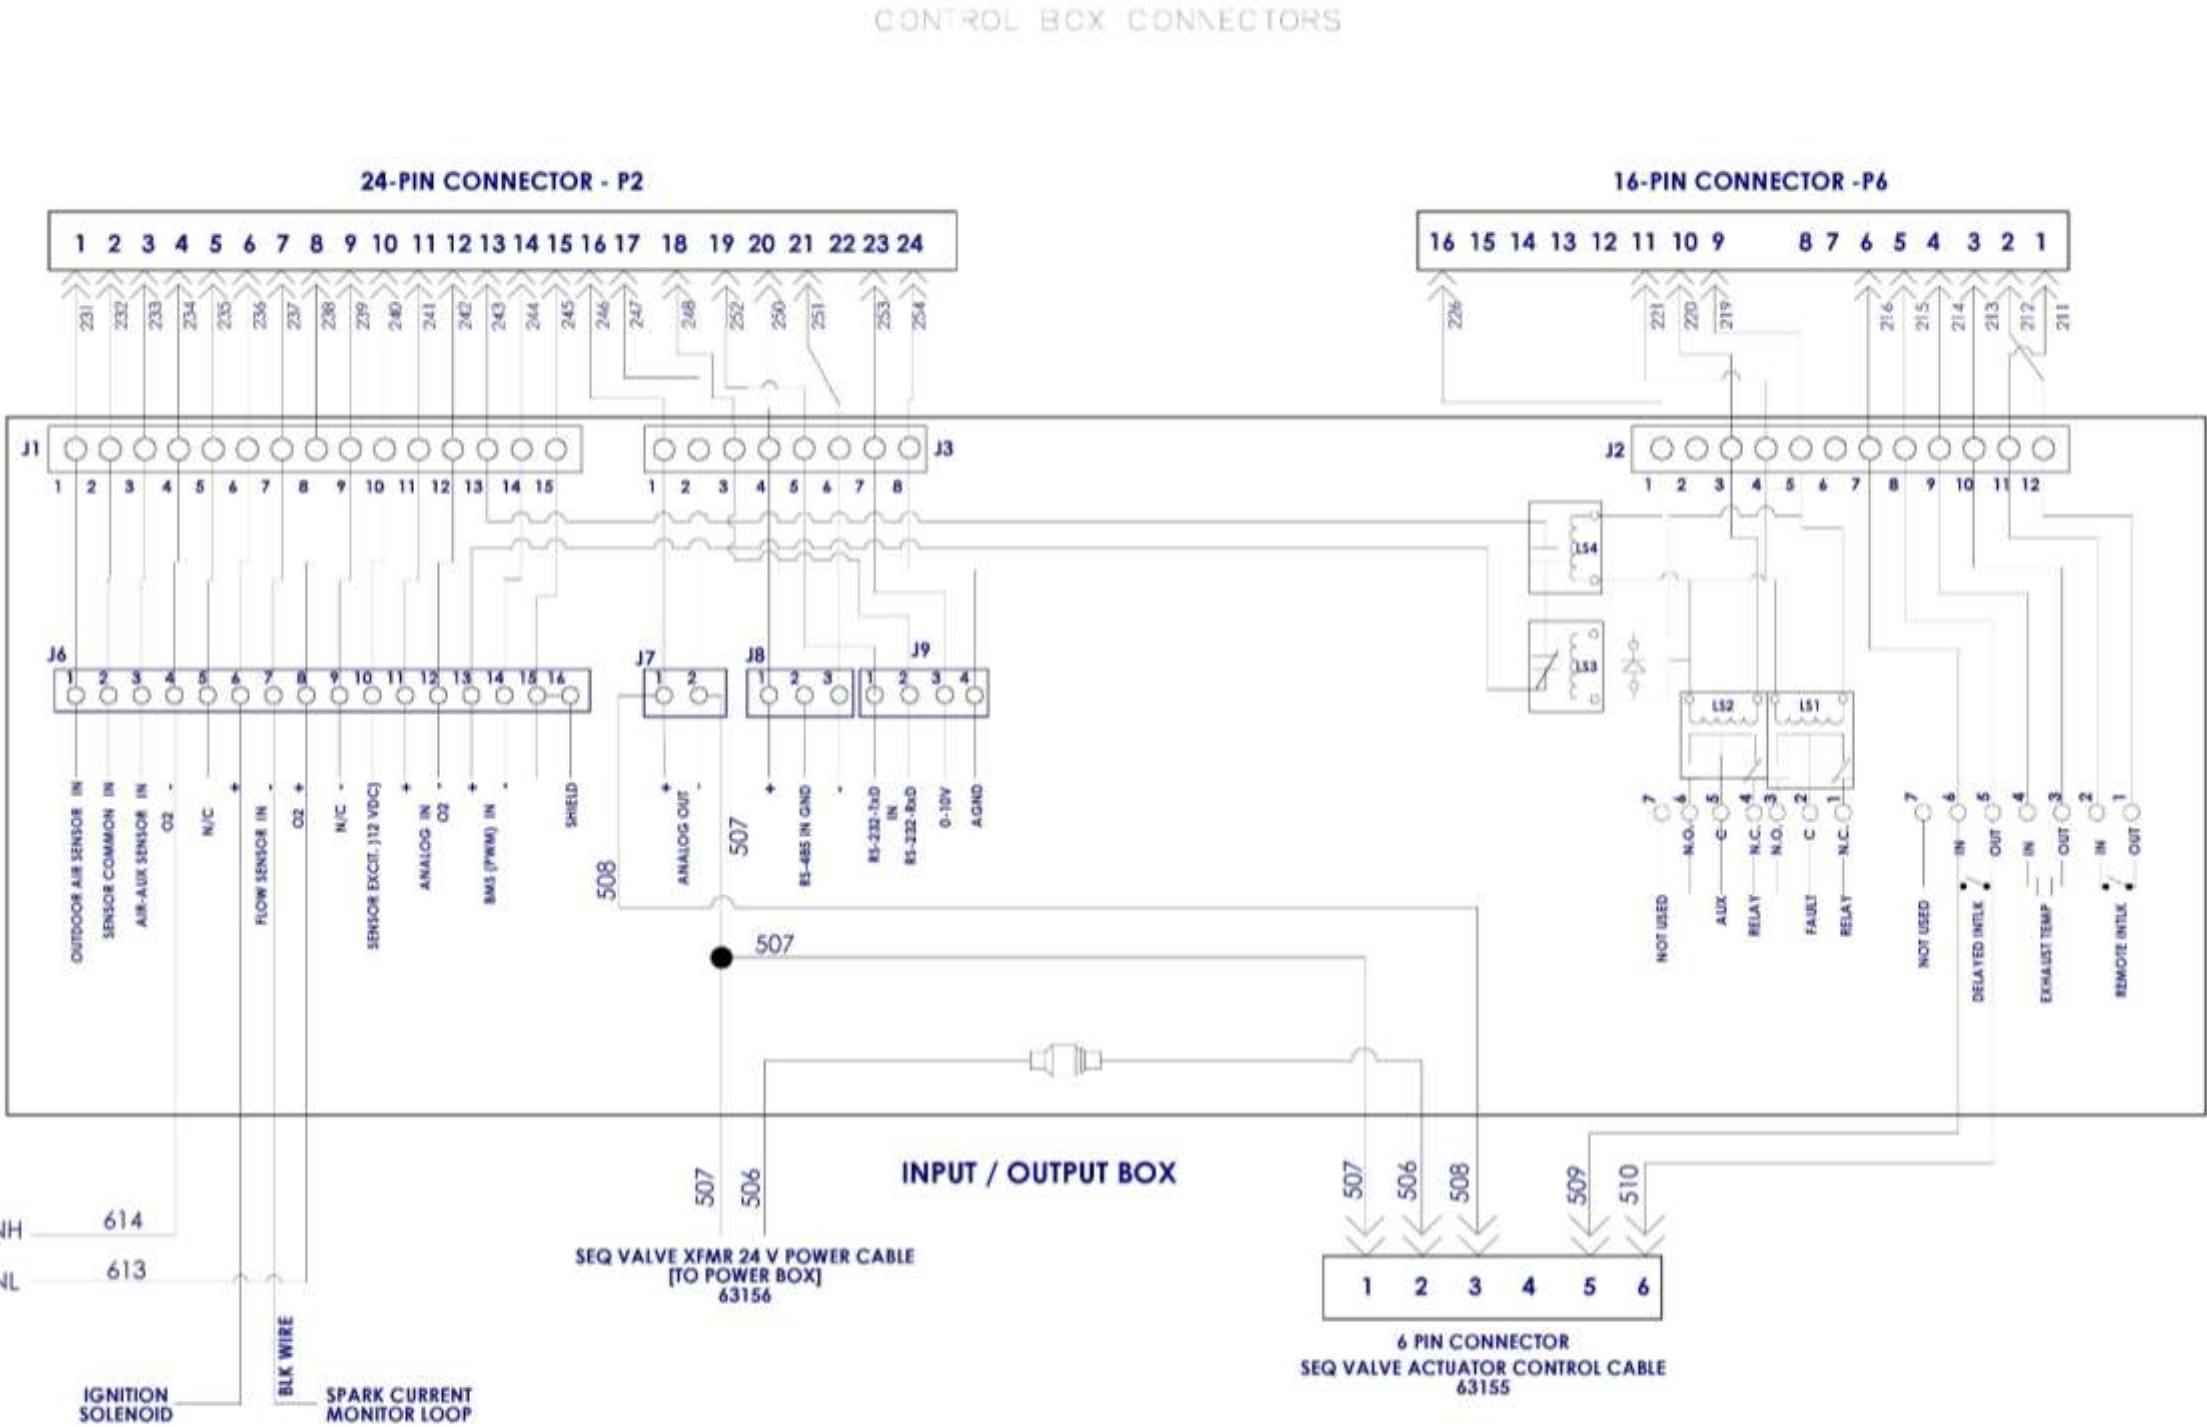 CONTROL BOX CONNECTORS
24-PIN CONNECTOR - P2
16-PIN CONNECTOR -P6
1 2 3 4 5 6 7 8 9 10 11 12 13 14 15 16 17 18 19 20 21 22 23 24
16 15 14 13 12 11 10 9 8 7 6 5 4 3 2 1
231 232 233 234 235 236 237 238 239 240 241 242 243 244 245 246 247 248 252 250 251 253 254
226 221 220 219 216 215 214 213 212 211
J1
J3
J2
1 2 3 4 5 6 7 8 9 10 11 12 13 14 15
1 2 3 4 5 6 7 8
1 2 3 4 5 6 7 8 9 10 11 12
LS4
LS3
LS2
LS1
J6
J7
J8
J9
1 2 3 4 5 6 7 8 9 10 11 12 13 14 15 16
1 2
1 2 3
1 2 3 4
OUTDOOR AIR SENSOR IN
SENSOR COMMON IN
AIR-AUX SENSOR IN
O2 -
N/C
+
FLOW SENSOR IN -
O2 +
N/C -
SENSOR EXCIT. J12 VDC)
+
ANALOG IN
O2 -
+
BMS (PWM) IN
-
SHIELD
+
ANALOG OUT
-
507
508
+
RS-485 IN GND
-
RS-232-TxD
IN
RS-232-RxD
0-10V
AGND
7 6 5 4 3 2 1
N.O. C N.C. N.O. C N.C.
NOT USED
AUX
RELAY
FAULT
RELAY
7 6 5 4 3 2 1
IN OUT IN OUT IN OUT
NOT USED
DELAYED INTLK
EXHAUST TEMP
REMOTE INTLK
507
INPUT / OUTPUT BOX
507
506
507
506
508
509
510
NH
614
NL
613
SEQ VALVE XFMR 24 V POWER CABLE
[TO POWER BOX]
63156
1 2 3 4 5 6
6 PIN CONNECTOR
SEQ VALVE ACTUATOR CONTROL CABLE
63155
BLK WIRE
IGNITION
SOLENOID
SPARK CURRENT
MONITOR LOOP